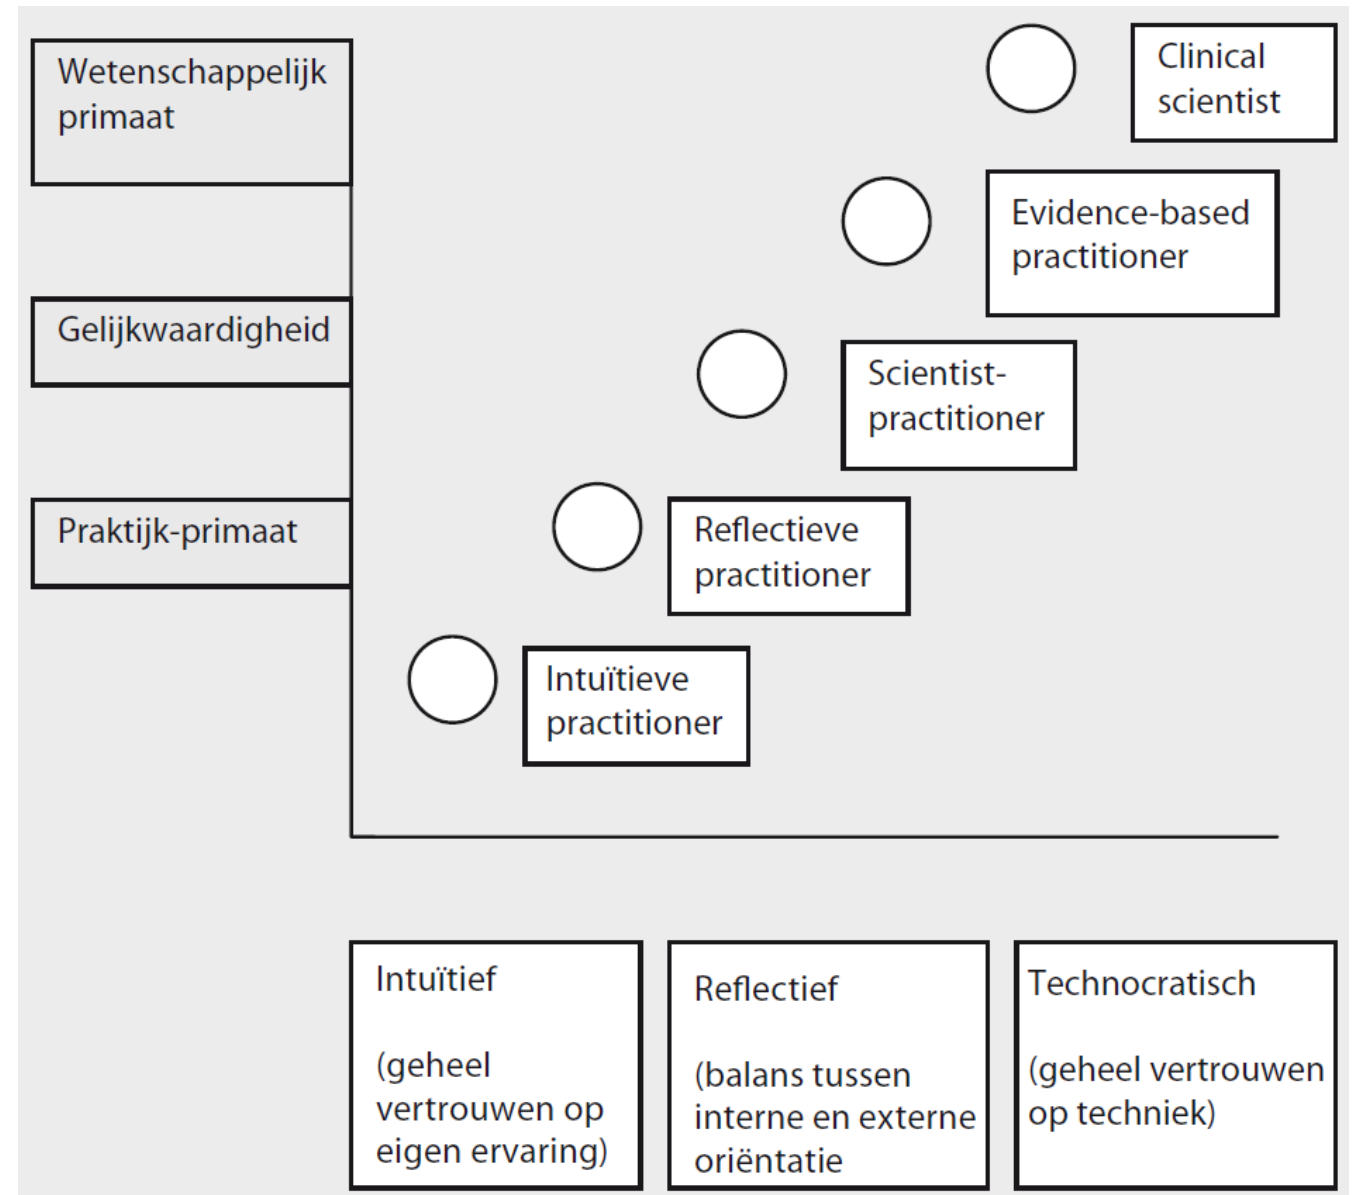 Wetenschappelijk
primaat
Clinical
scientist
Evidence-based
practitioner
Gelijkwaardigheid
Scientist-
practitioner
Praktijk-primaat
Reflectieve
practitioner
Intuïtieve
practitioner
Intuïtief
(geheel
vertrouwen op
eigen ervaring)
Reflectief
(balans tussen
interne en externe
oriëntatie
Technocratisch
(geheel vertrouwen
op techniek)